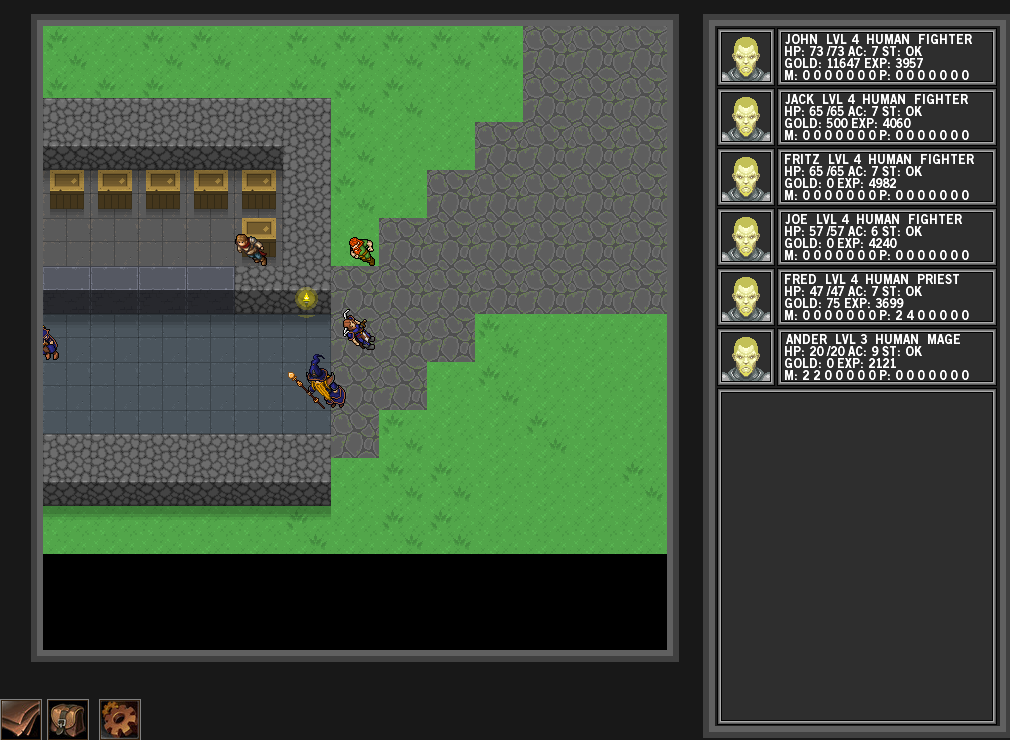 JOHN LVL 4 HUMAN FIGHTER
HP: 73 /73 AC: 7 ST: OK
GOLD: 11647 EXP: 3957
M: 0 0 0 0 0 0 0 P: 0 0 0 0 0 0 0
JACK LVL 4 HUMAN FIGHTER
HP: 65 /65 AC: 7 ST: OK
GOLD: 500 EXP: 4060
M: 0 0 0 0 0 0 0 P: 0 0 0 0 0 0 0
FRITZ LVL 4 HUMAN FIGHTER
HP: 65 /65 AC: 7 ST: OK
GOLD: 0 EXP: 4982
M: 0 0 0 0 0 0 0 P: 0 0 0 0 0 0 0
JOE LVL 4 HUMAN FIGHTER
HP: 57 /57 AC: 6 ST: OK
GOLD: 0 EXP: 4240
M: 0 0 0 0 0 0 0 P: 0 0 0 0 0 0 0
FRED LVL 4 HUMAN PRIEST
HP: 47 /47 AC: 7 ST: OK
GOLD: 75 EXP: 3699
M: 0 0 0 0 0 0 0 P: 2 4 0 0 0 0 0
ANDER LVL 3 HUMAN MAGE
HP: 20 /20 AC: 9 ST: OK
GOLD: 0 EXP: 2121
M: 2 2 0 0 0 0 0 P: 0 0 0 0 0 0 0